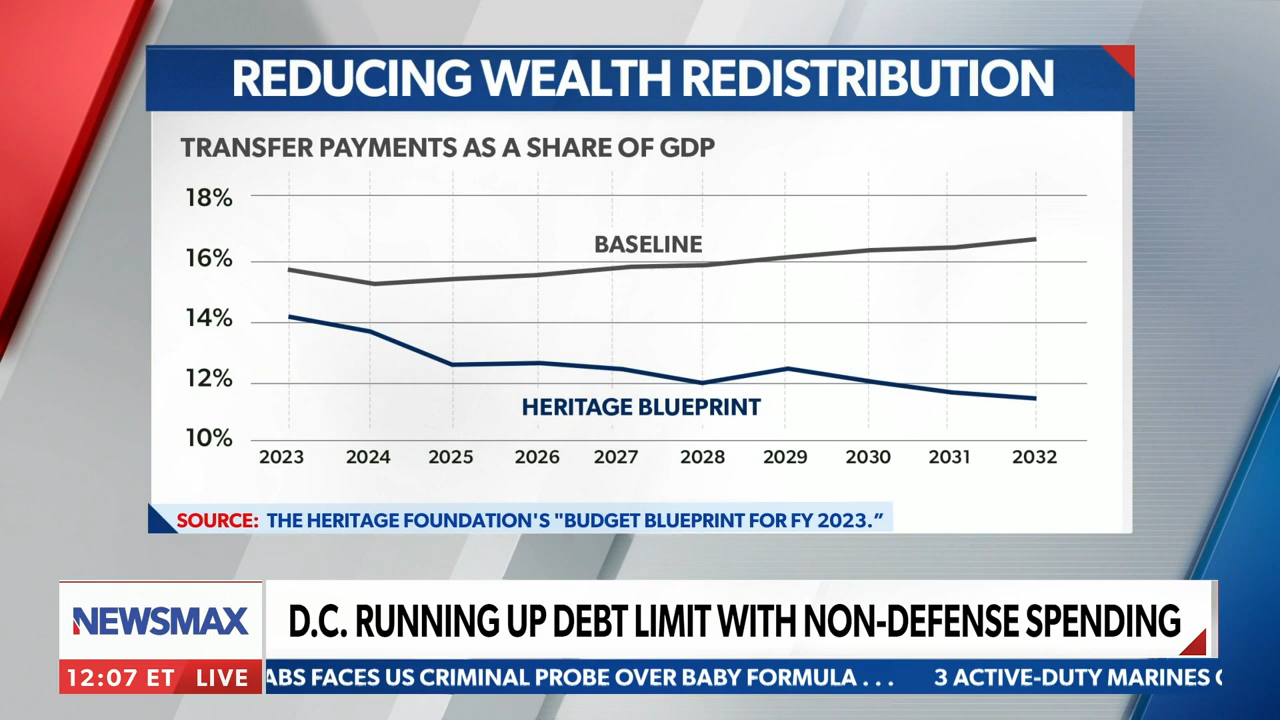 REDUCING WEALTH REDISTRIBUTION
TRANSFER PAYMENTS AS A SHARE OF GDP
18%
16%
14%
12%
10%
BASELINE
HERITAGE BLUEPRINT
2023 2024 2025 2026 2027 2028 2029 2030 2031 2032
SOURCE: THE HERITAGE FOUNDATION'S "BUDGET BLUEPRINT FOR FY 2023.”
NEWSMAX
D.C. RUNNING UP DEBT LIMIT WITH NON-DEFENSE SPENDING
12:07 ET LIVE
ABS FACES US CRIMINAL PROBE OVER BABY FORMULA . . . 3 ACTIVE-DUTY MARINES